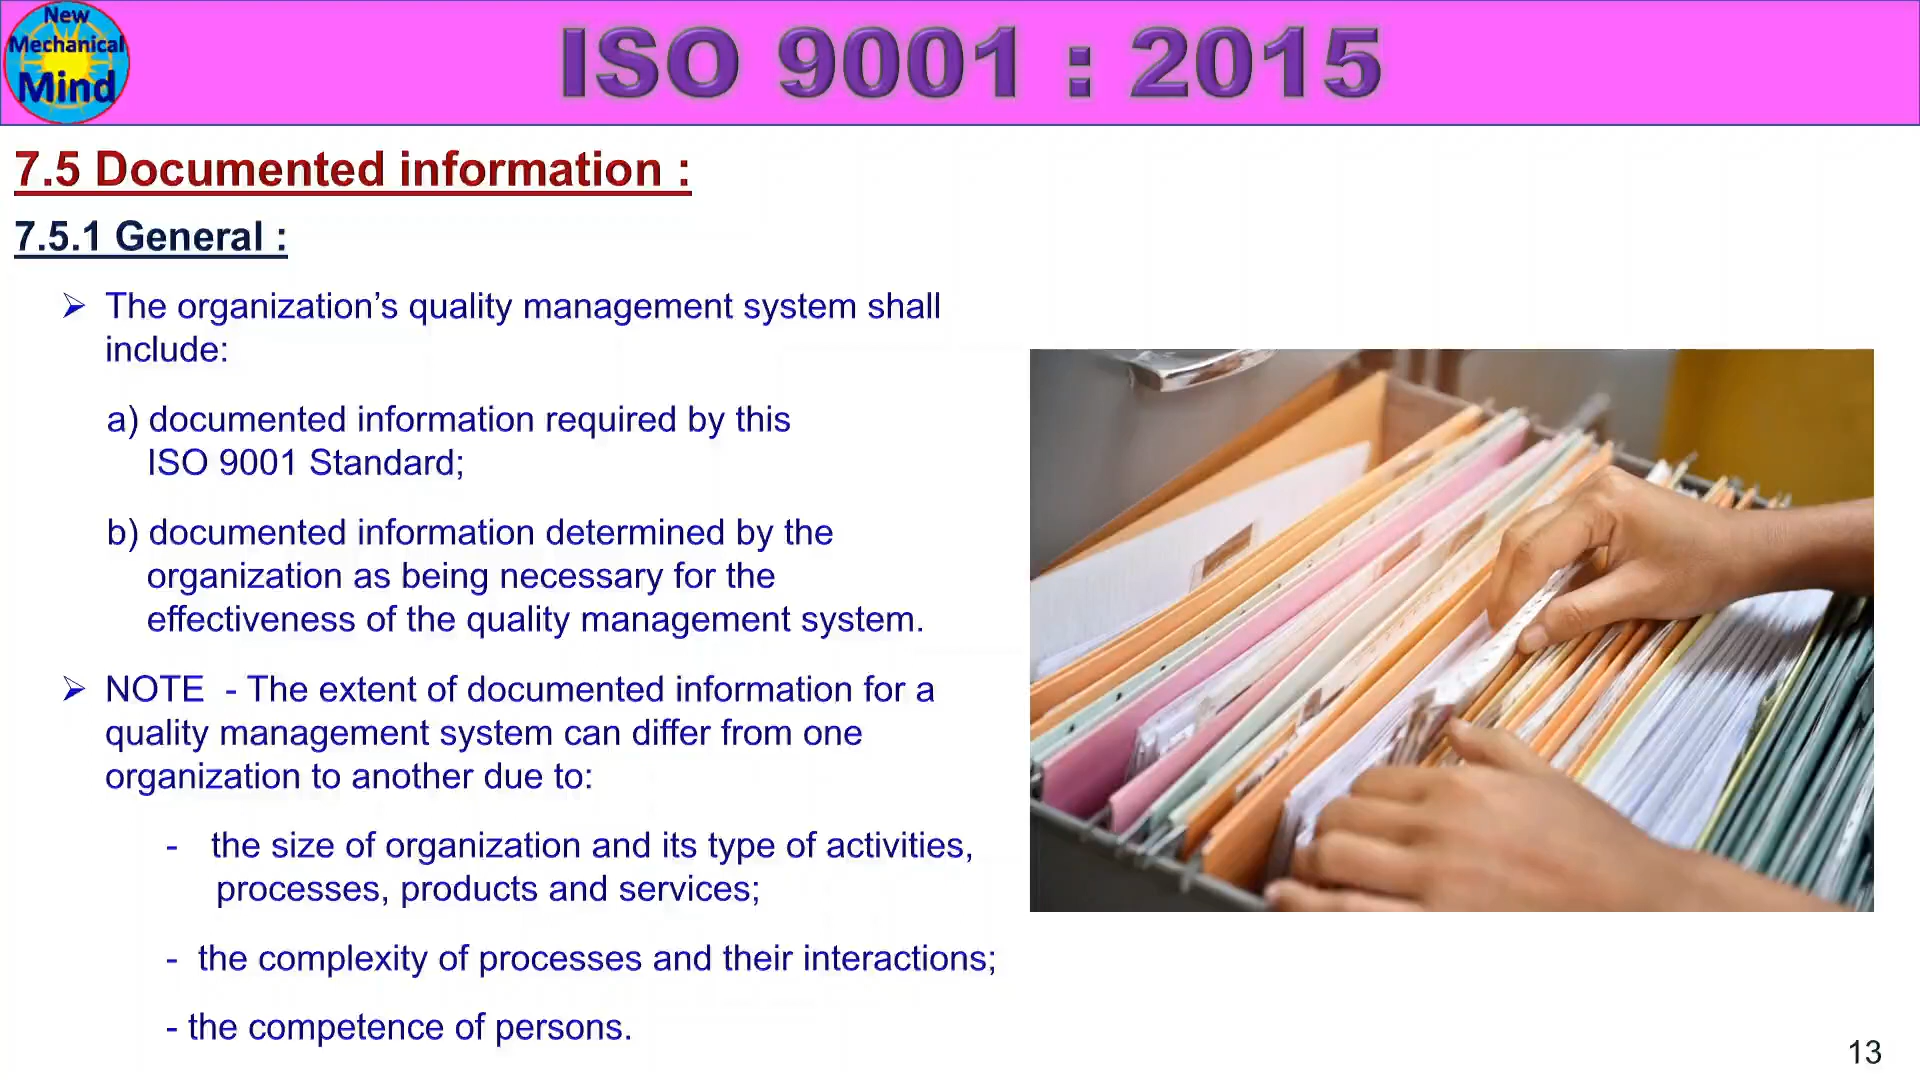 New
Mechanical
Mind
ISO 9001 : 2015
7.5 Documented information :
7.5.1 General :
➢ The organization’s quality management system shall
include:
a) documented information required by this
ISO 9001 Standard;
b) documented information determined by the
organization as being necessary for the
effectiveness of the quality management system.
➢ NOTE - The extent of documented information for a
quality management system can differ from one
organization to another due to:
- the size of organization and its type of activities,
processes, products and services;
- the complexity of processes and their interactions;
- the competence of persons.
13